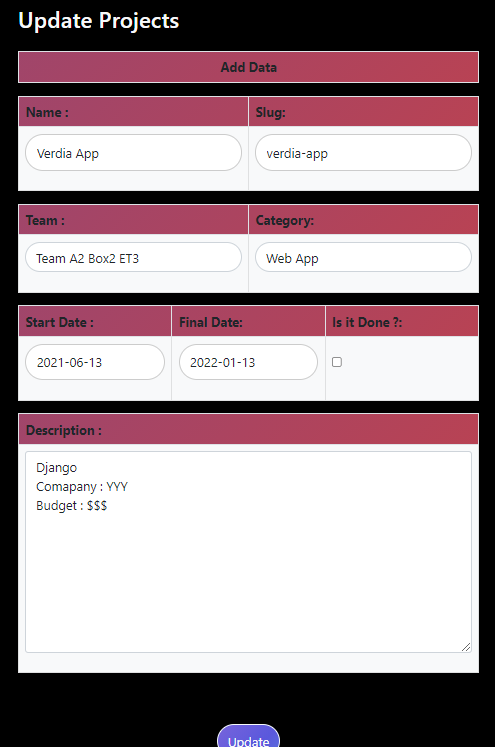 Update Projects
Add Data
Name : Slug:
Verdia App verdia-app
Team : Category:
Team A2 Box2 ET3 Web App
Start Date : Final Date: Is it Done ?:
2021-06-13 2022-01-13
Description :
Django
Comapany : YYY
Budget : $$$
Update